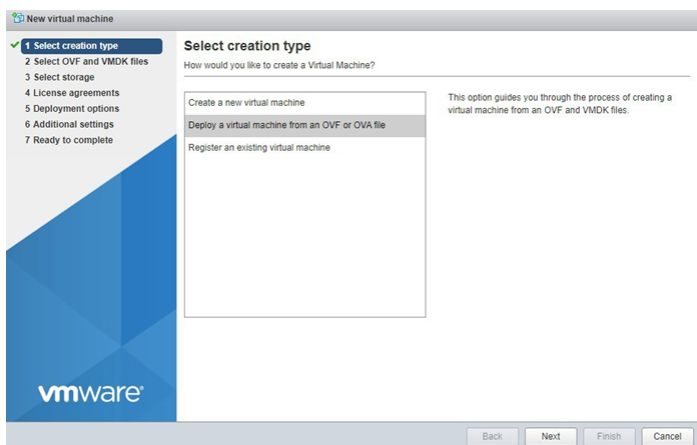 New virtual machine
1 Select creation type
2 Select OVF and VMDK files
3 Select storage
4 License agreements
5 Deployment options
6 Additional settings
7 Ready to complete
Select creation type
How would you like to create a Virtual Machine?
Create a new virtual machine
Deploy a virtual machine from an OVF or OVA file
Register an existing virtual machine
This option guides you through the process of creating a
virtual machine from an OVF and VMDK files.
vmware®
Back
Next
Finish
Cancel